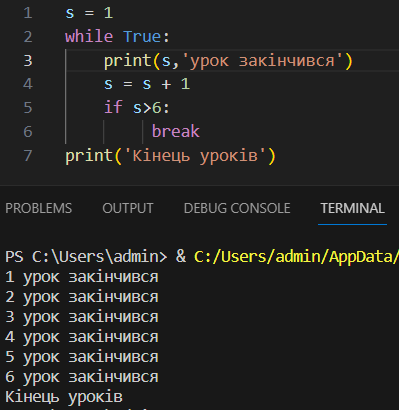 1 s = 1
2 while True:
3 print(s,'урок закінчився')
4 s = s + 1
5 if s>6:
6 break
7 print('Кінець уроків')
PROBLEMS OUTPUT DEBUG CONSOLE TERMINAL
PS C:\Users\admin> & C:/Users/admin/AppData/
1 урок закінчився
2 урок закінчився
3 урок закінчився
4 урок закінчився
5 урок закінчився
6 урок закінчився
Кінець уроків